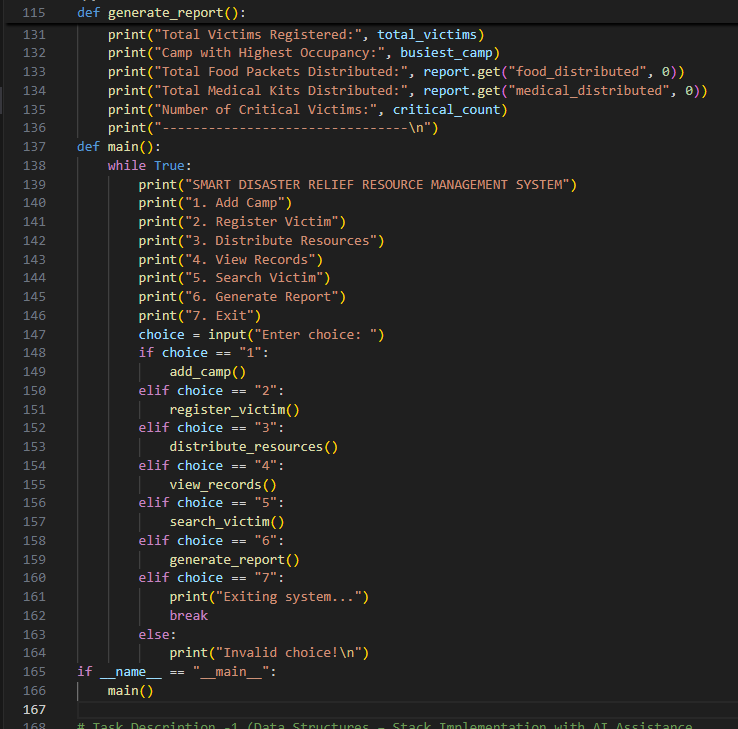 115 def generate_report():
131     print("Total Victims Registered:", total_victims)
132     print("Camp with Highest Occupancy:", busiest_camp)
133     print("Total Food Packets Distributed:", report.get("food_distributed", 0))
134     print("Total Medical Kits Distributed:", report.get("medical_distributed", 0))
135     print("Number of Critical Victims:", critical_count)
136     print("--------------------------------\n")
137 def main():
138     while True:
139         print("SMART DISASTER RELIEF RESOURCE MANAGEMENT SYSTEM")
140         print("1. Add Camp")
141         print("2. Register Victim")
142         print("3. Distribute Resources")
143         print("4. View Records")
144         print("5. Search Victim")
145         print("6. Generate Report")
146         print("7. Exit")
147         choice = input("Enter choice: ")
148         if choice == "1":
149             add_camp()
150         elif choice == "2":
151             register_victim()
152         elif choice == "3":
153             distribute_resources()
154         elif choice == "4":
155             view_records()
156         elif choice == "5":
157             search_victim()
158         elif choice == "6":
159             generate_report()
160         elif choice == "7":
161             print("Exiting system...")
162             break
163         else:
164             print("Invalid choice!\n")
165 if __name__ == "__main__":
166     main()
167
168 # Task Description -1 (Data Structures – Stack Implementation with AI Assistance